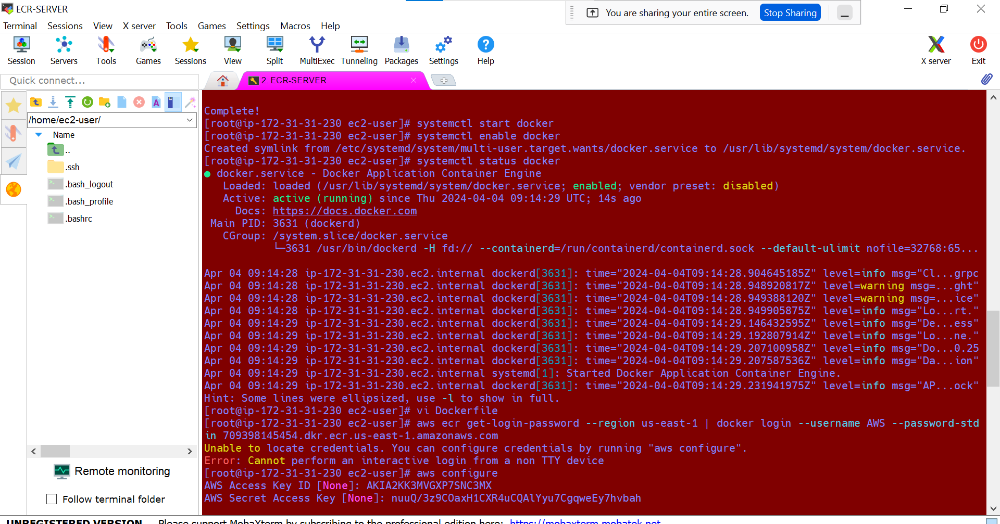 ECR-SERVER
You are sharing your entire screen. Stop Sharing
Terminal Sessions View X server Tools Games Settings Macros Help
Session Servers Tools Games Sessions View Split MultiExec Tunneling Packages Settings Help X server Exit
Quick connect...
2. ECR-SERVER
/home/ec2-user/
Name
..
.ssh
.bash_logout
.bash_profile
.bashrc
Remote monitoring
Follow terminal folder
Complete!
[root@ip-172-31-31-230 ec2-user]# systemctl start docker
[root@ip-172-31-31-230 ec2-user]# systemctl enable docker
Created symlink from /etc/systemd/system/multi-user.target.wants/docker.service to /usr/lib/systemd/system/docker.service.
[root@ip-172-31-31-230 ec2-user]# systemctl status docker
● docker.service - Docker Application Container Engine
Loaded: loaded (/usr/lib/systemd/system/docker.service; enabled; vendor preset: disabled)
Active: active (running) since Thu 2024-04-04 09:14:29 UTC; 14s ago
Docs: https://docs.docker.com
Main PID: 3631 (dockerd)
CGroup: /system.slice/docker.service
└─3631 /usr/bin/dockerd -H fd:// --containerd=/run/containerd/containerd.sock --default-ulimit nofile=32768:65...
Apr 04 09:14:28 ip-172-31-31-230.ec2.internal dockerd[3631]: time="2024-04-04T09:14:28.904645185Z" level=info msg="Cl...grpc
Apr 04 09:14:28 ip-172-31-31-230.ec2.internal dockerd[3631]: time="2024-04-04T09:14:28.948920817Z" level=warning msg=...ght"
Apr 04 09:14:28 ip-172-31-31-230.ec2.internal dockerd[3631]: time="2024-04-04T09:14:28.949388120Z" level=warning msg=...ice"
Apr 04 09:14:28 ip-172-31-31-230.ec2.internal dockerd[3631]: time="2024-04-04T09:14:28.949905875Z" level=info msg="Lo...rt."
Apr 04 09:14:29 ip-172-31-31-230.ec2.internal dockerd[3631]: time="2024-04-04T09:14:29.146432595Z" level=info msg="De...ess"
Apr 04 09:14:29 ip-172-31-31-230.ec2.internal dockerd[3631]: time="2024-04-04T09:14:29.192807914Z" level=info msg="Lo...ne."
Apr 04 09:14:29 ip-172-31-31-230.ec2.internal dockerd[3631]: time="2024-04-04T09:14:29.207100958Z" level=info msg="Do...0.25
Apr 04 09:14:29 ip-172-31-31-230.ec2.internal dockerd[3631]: time="2024-04-04T09:14:29.207587536Z" level=info msg="Da...ion"
Apr 04 09:14:29 ip-172-31-31-230.ec2.internal systemd[1]: Started Docker Application Container Engine.
Apr 04 09:14:29 ip-172-31-31-230.ec2.internal dockerd[3631]: time="2024-04-04T09:14:29.231941975Z" level=info msg="AP...ock"
Hint: Some lines were ellipsized, use -l to show in full.
[root@ip-172-31-31-230 ec2-user]# vi Dockerfile
[root@ip-172-31-31-230 ec2-user]# aws ecr get-login-password --region us-east-1 | docker login --username AWS --password-std
in 709398145454.dkr.ecr.us-east-1.amazonaws.com
Unable to locate credentials. You can configure credentials by running "aws configure".
Error: Cannot perform an interactive login from a non TTY device
[root@ip-172-31-31-230 ec2-user]# aws configure
AWS Access Key ID [None]: AKIA2KK3MVGXP7SNC3MX
AWS Secret Access Key [None]: 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
UNREGISTERED VERSION - Please support MobaXterm by subscribing to the professional edition here: https://mobaxterm.mobatek.net